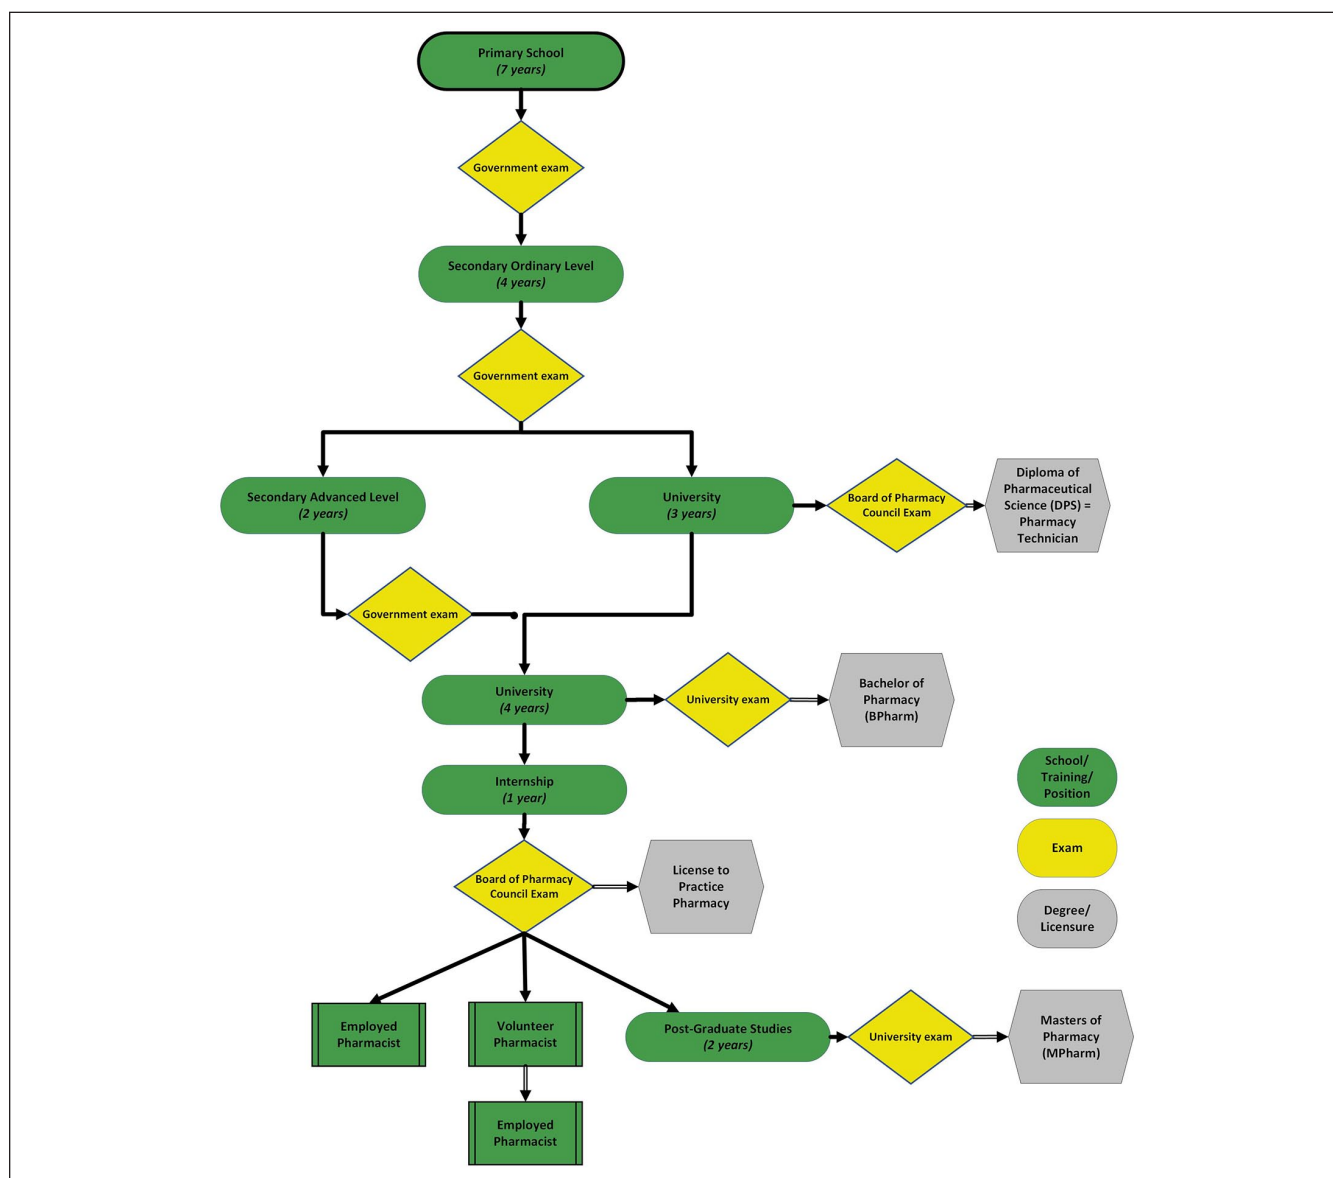 Primary School
(7 years)
Government exam
Secondary Ordinary Level
(4 years)
Government exam
Secondary Advanced Level
(2 years)
University
(3 years)
Board of Pharmacy
Council Exam
Diploma of
Pharmaceutical
Science (DPS) =
Pharmacy
Technician
Government exam
University
(4 years)
University exam
Bachelor of
Pharmacy
(BPharm)
Internship
(1 year)
School/
Training/
Position
Exam
Degree/
Licensure
Board of Pharmacy
Council Exam
License to
Practice
Pharmacy
Employed
Pharmacist
Volunteer
Pharmacist
Post-Graduate Studies
(2 years)
University exam
Masters of
Pharmacy
(MPharm)
Employed
Pharmacist